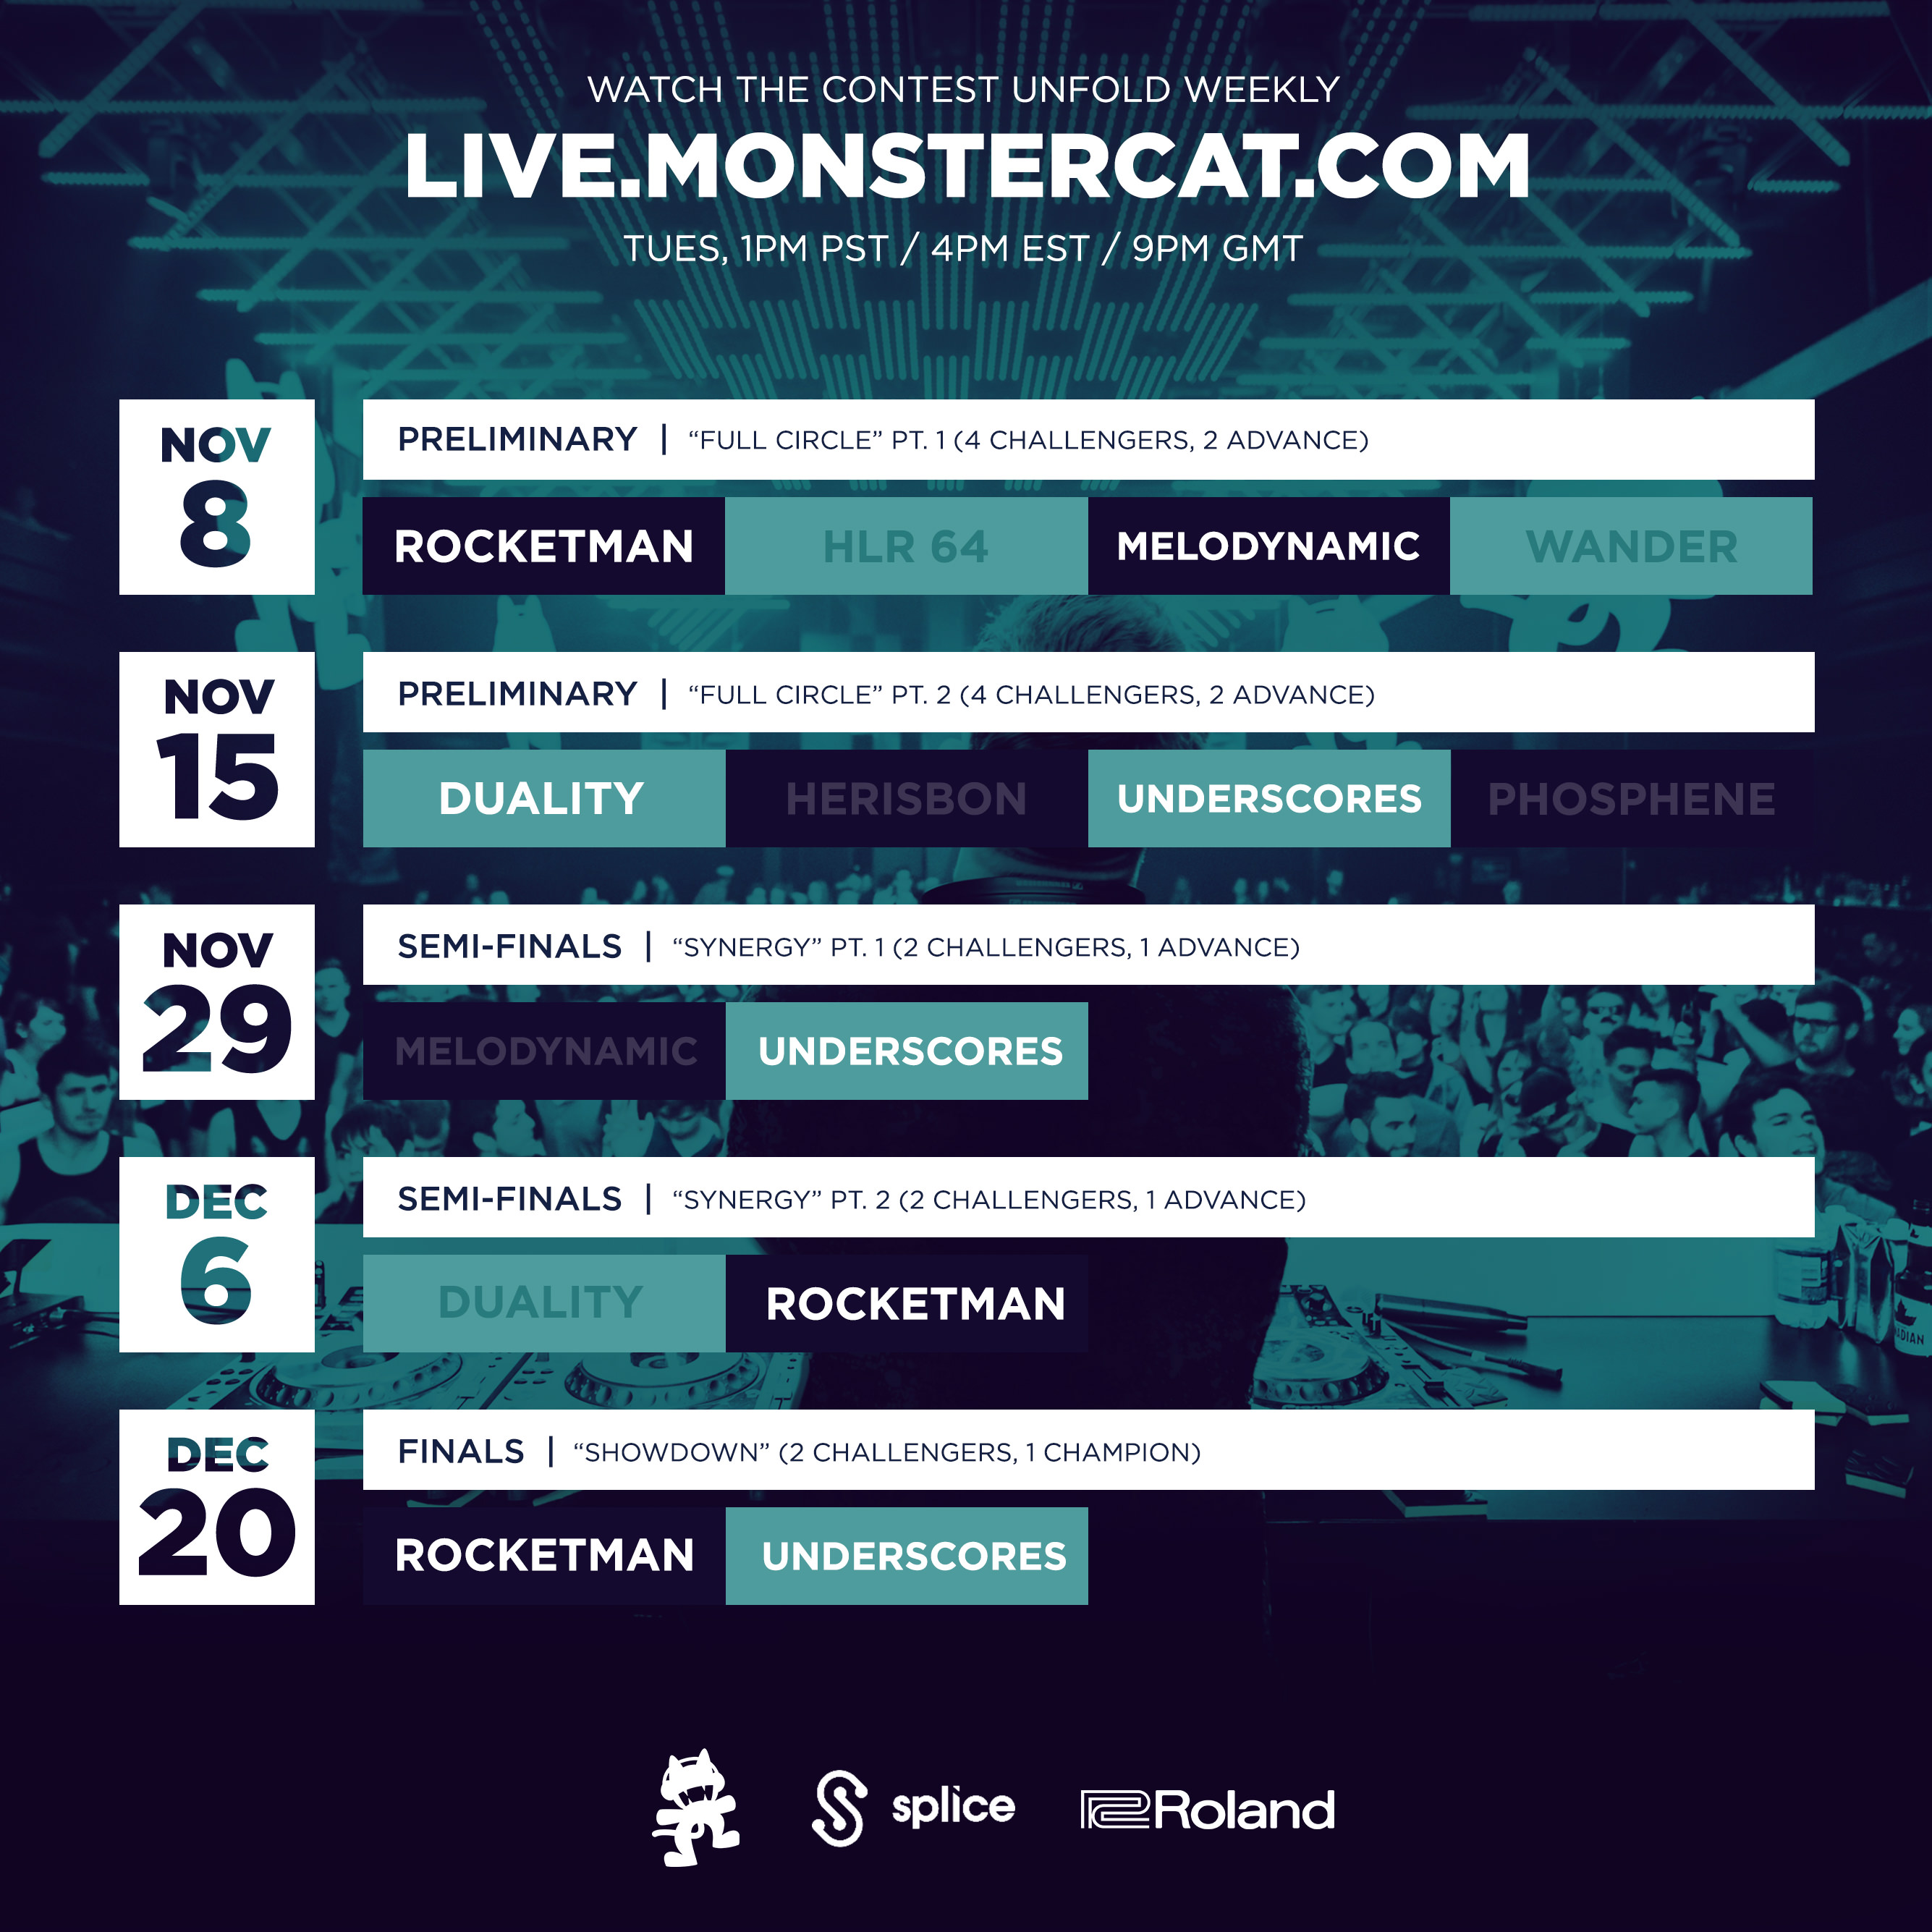 WATCH THE CONTEST UNFOLD WEEKLY
LIVE.MONSTERCAT.COM
TUES, 1PM PST / 4PM EST / 9PM GMT
NOV
8
PRELIMINARY | “FULL CIRCLE” PT. 1 (4 CHALLENGERS, 2 ADVANCE)
ROCKETMAN HLR 64 MELODYNAMIC WANDER
NOV
15
PRELIMINARY | “FULL CIRCLE” PT. 2 (4 CHALLENGERS, 2 ADVANCE)
DUALITY HERISBON UNDERSCORES PHOSPHENE
NOV
29
SEMI-FINALS | “SYNERGY” PT. 1 (2 CHALLENGERS, 1 ADVANCE)
MELODYNAMIC UNDERSCORES
DEC
6
SEMI-FINALS | “SYNERGY” PT. 2 (2 CHALLENGERS, 1 ADVANCE)
DUALITY ROCKETMAN
DEC
20
FINALS | “SHOWDOWN” (2 CHALLENGERS, 1 CHAMPION)
ROCKETMAN UNDERSCORES
splice Roland